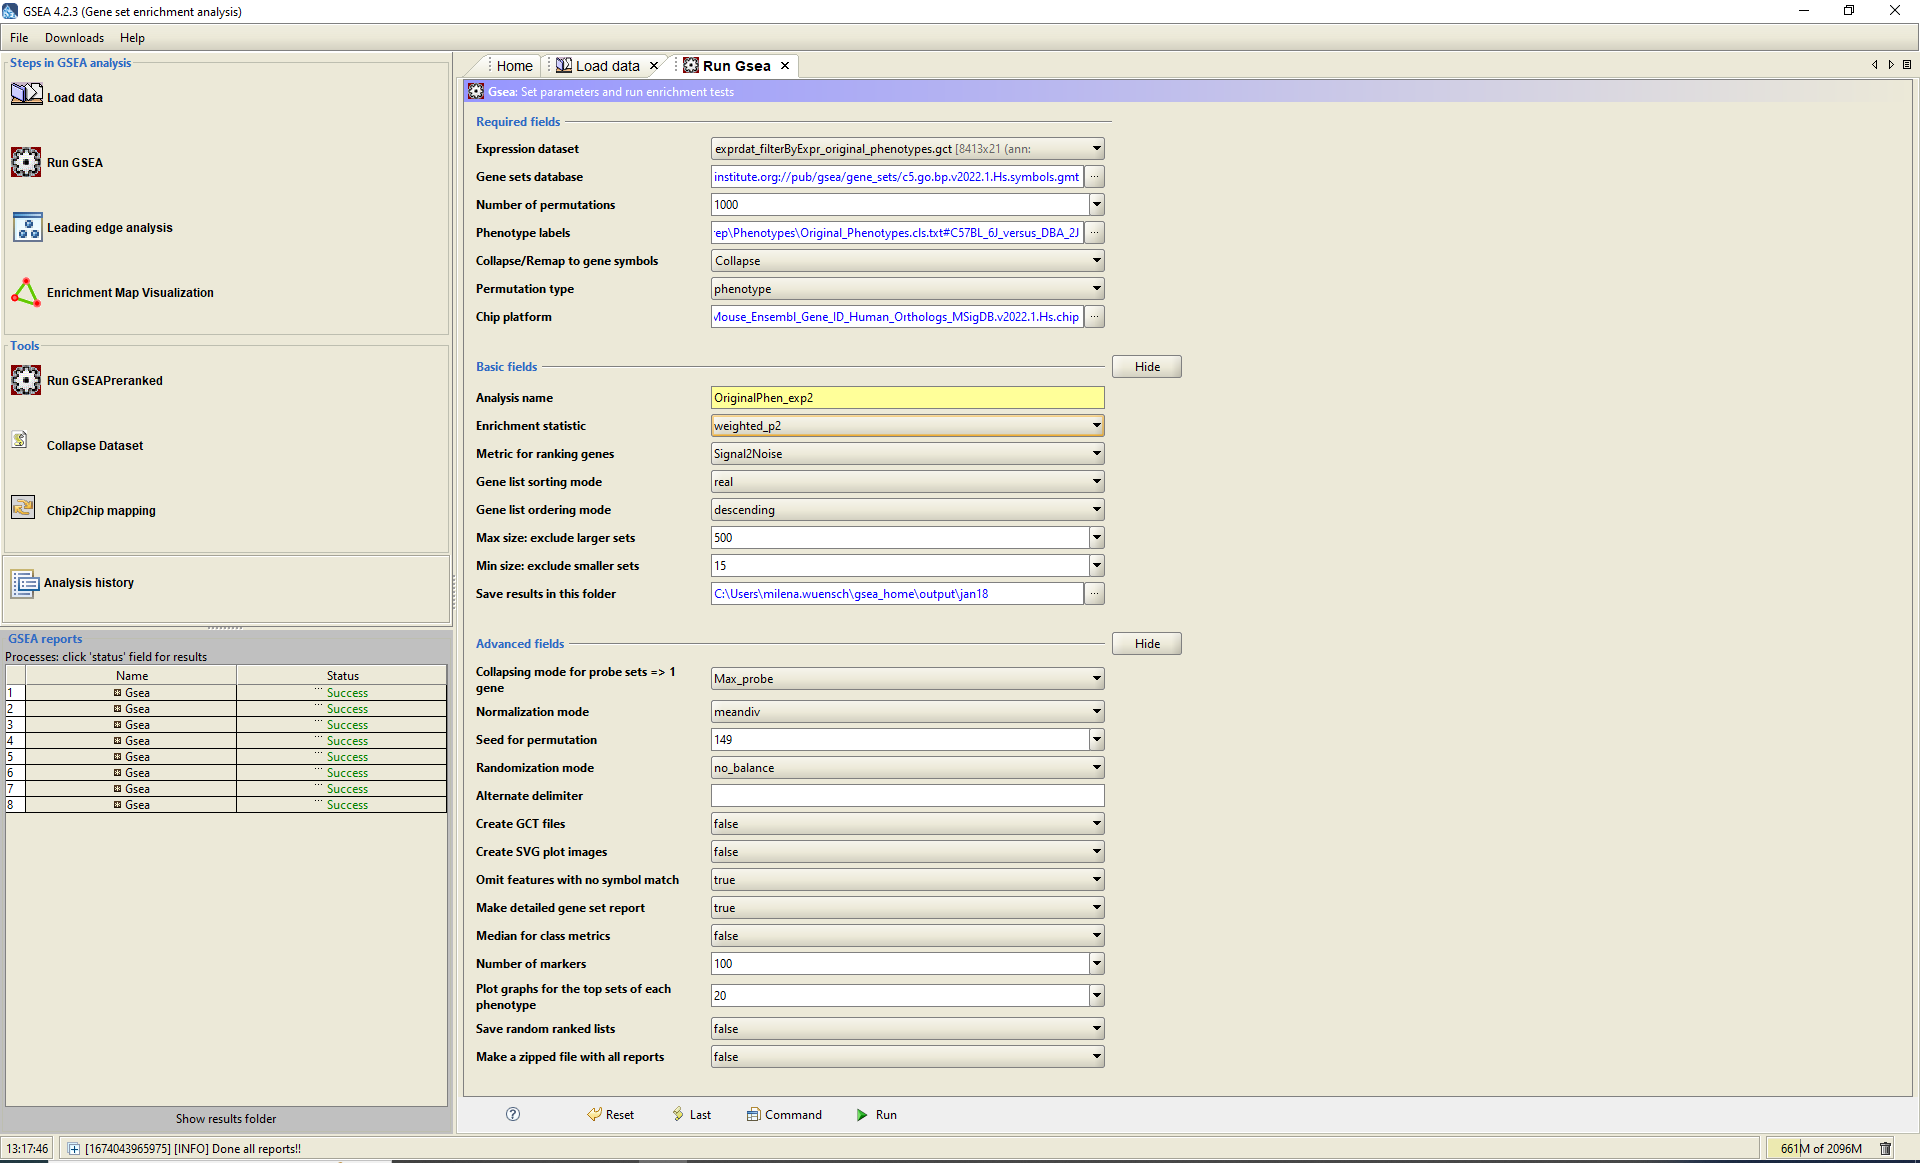 GSEA 4.2.3 (Gene set enrichment analysis)
File Downloads Help
Steps in GSEA analysis
Load data
Run GSEA
Leading edge analysis
Enrichment Map Visualization
Tools
Run GSEAPreranked
Collapse Dataset
Chip2Chip mapping
Analysis history
GSEA reports
Processes: click 'status' field for results
Name Status
1 Gsea ... Success
2 Gsea ... Success
3 Gsea ... Success
4 Gsea ... Success
5 Gsea ... Success
6 Gsea ... Success
7 Gsea ... Success
8 Gsea ... Success
Show results folder
Home Load data Run Gsea
Gsea: Set parameters and run enrichment tests
Required fields
Expression dataset exprdat_filterByExpr_original_phenotypes.gct [8413x21 (ann:
Gene sets database institute.org://pub/gsea/gene_sets/c5.go.bp.v2022.1.Hs.symbols.gmt ...
Number of permutations 1000
Phenotype labels rep\Phenotypes\Original_Phenotypes.cls.txt#C57BL_6J_versus_DBA_2J ...
Collapse/Remap to gene symbols Collapse
Permutation type phenotype
Chip platform Mouse_Ensembl_Gene_ID_Human_Orthologs_MSigDB.v2022.1.Hs.chip ...
Basic fields Hide
Analysis name OriginalPhen_exp2
Enrichment statistic weighted_p2
Metric for ranking genes Signal2Noise
Gene list sorting mode real
Gene list ordering mode descending
Max size: exclude larger sets 500
Min size: exclude smaller sets 15
Save results in this folder C:\Users\milena.wuensch\gsea_home\output\jan18 ...
Advanced fields Hide
Collapsing mode for probe sets => 1
gene Max_probe
Normalization mode meandiv
Seed for permutation 149
Randomization mode no_balance
Alternate delimiter
Create GCT files false
Create SVG plot images false
Omit features with no symbol match true
Make detailed gene set report true
Median for class metrics false
Number of markers 100
Plot graphs for the top sets of each
phenotype 20
Save random ranked lists false
Make a zipped file with all reports false
? Reset Last Command Run
13:17:46 [1674043965975] [INFO] Done all reports!! 661M of 2096M